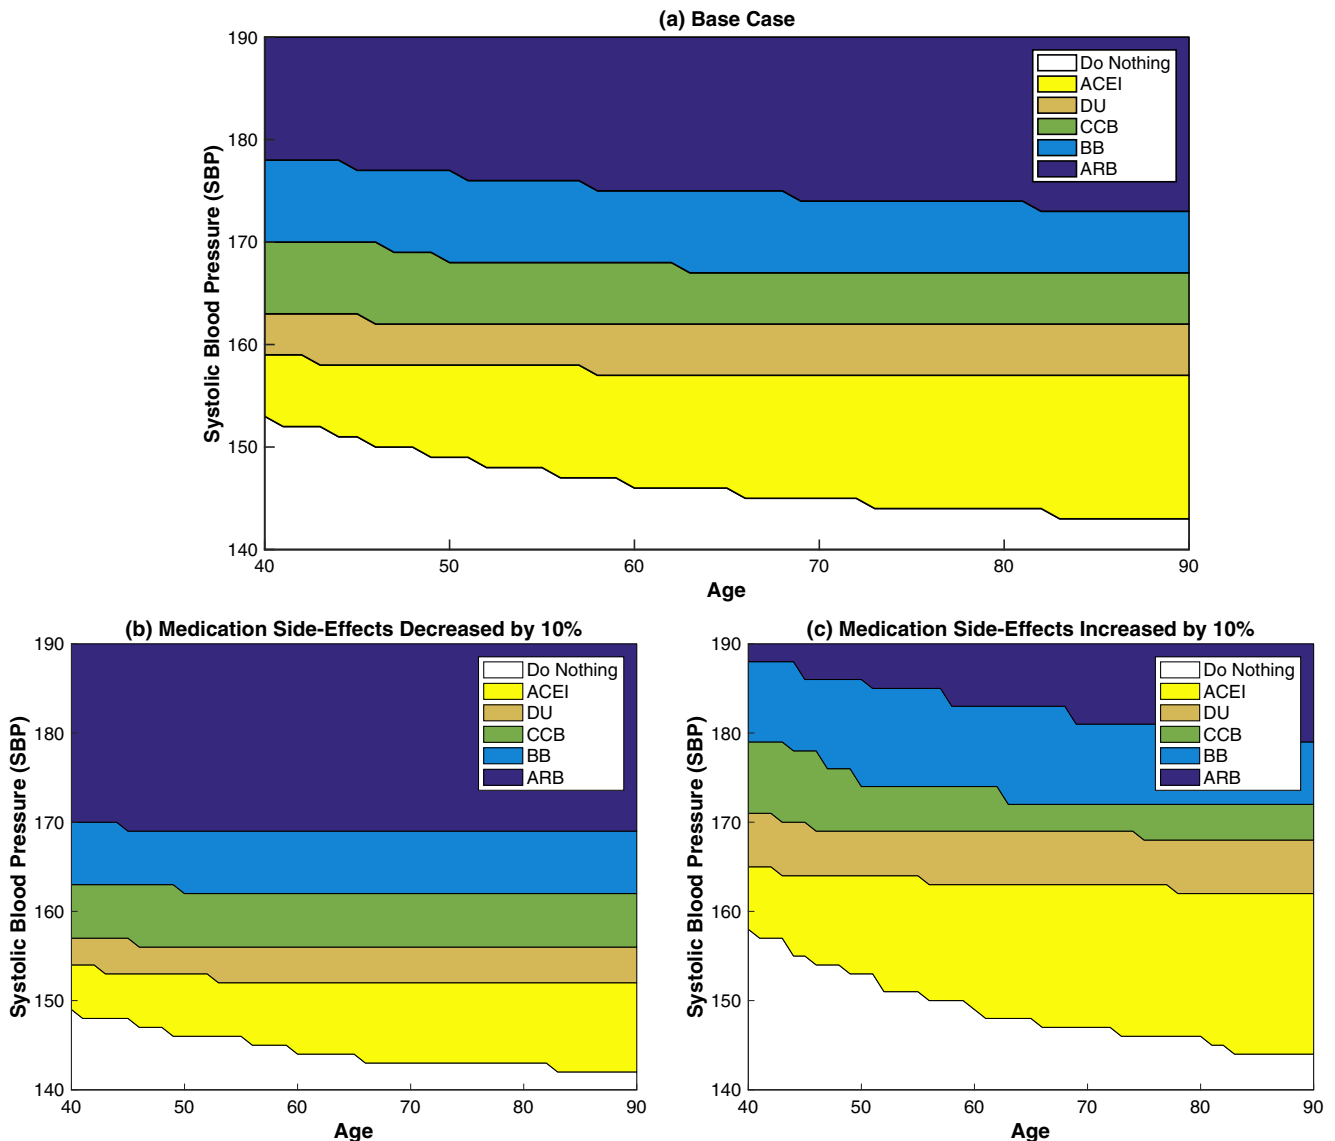 (a) Base Case
190
180
170
160
150
140
Systolic Blood Pressure (SBP)
Do Nothing
ACEI
DU
CCB
BB
ARB
40 50 60 70 80 90
Age
(b) Medication Side-Effects Decreased by 10%
190
180
170
160
150
140
Systolic Blood Pressure (SBP)
Do Nothing
ACEI
DU
CCB
BB
ARB
40 50 60 70 80 90
Age
(c) Medication Side-Effects Increased by 10%
190
180
170
160
150
140
Systolic Blood Pressure (SBP)
Do Nothing
ACEI
DU
CCB
BB
ARB
40 50 60 70 80 90
Age